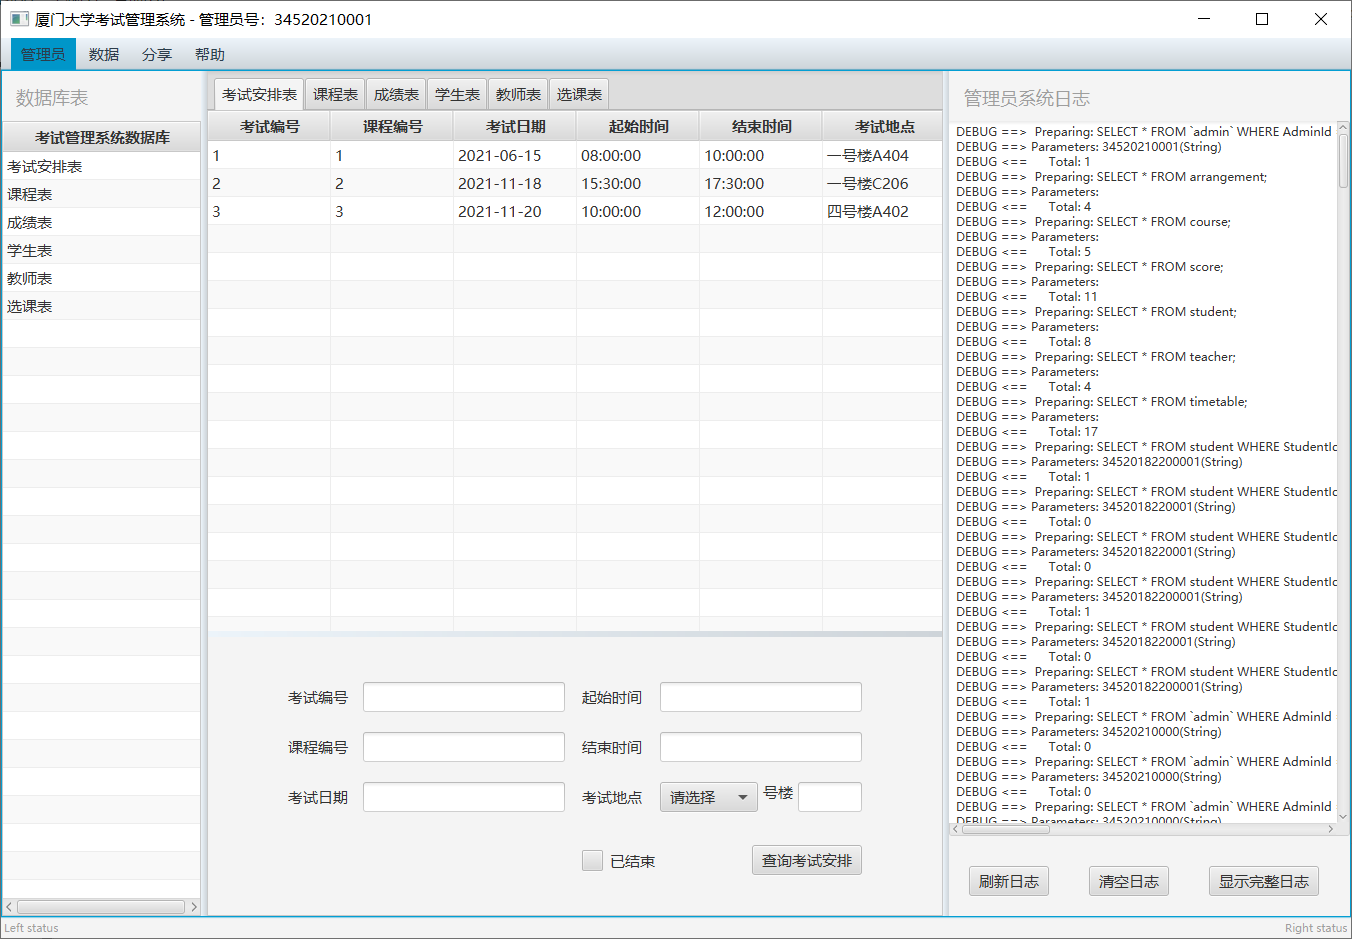 厦门大学考试管理系统 - 管理员号：34520210001
管理员 数据 分享 帮助
数据库表
考试管理系统数据库
考试安排表
课程表
成绩表
学生表
教师表
选课表
考试安排表 课程表 成绩表 学生表 教师表 选课表
考试编号 课程编号 考试日期 起始时间 结束时间 考试地点
1 1 2021-06-15 08:00:00 10:00:00 一号楼A404
2 2 2021-11-18 15:30:00 17:30:00 一号楼C206
3 3 2021-11-20 10:00:00 12:00:00 四号楼A402
考试编号 起始时间
课程编号 结束时间
考试日期 考试地点 请选择 号楼
已结束 查询考试安排
管理员系统日志
DEBUG ==>  Preparing: SELECT * FROM `admin` WHERE AdminId
DEBUG ==> Parameters: 34520210001(String)
DEBUG <==      Total: 1
DEBUG ==>  Preparing: SELECT * FROM arrangement;
DEBUG ==> Parameters:
DEBUG <==      Total: 4
DEBUG ==>  Preparing: SELECT * FROM course;
DEBUG ==> Parameters:
DEBUG <==      Total: 5
DEBUG ==>  Preparing: SELECT * FROM score;
DEBUG ==> Parameters:
DEBUG <==      Total: 11
DEBUG ==>  Preparing: SELECT * FROM student;
DEBUG ==> Parameters:
DEBUG <==      Total: 8
DEBUG ==>  Preparing: SELECT * FROM teacher;
DEBUG ==> Parameters:
DEBUG <==      Total: 4
DEBUG ==>  Preparing: SELECT * FROM timetable;
DEBUG ==> Parameters:
DEBUG <==      Total: 17
DEBUG ==>  Preparing: SELECT * FROM student WHERE StudentId
DEBUG ==> Parameters: 34520182200001(String)
DEBUG <==      Total: 1
DEBUG ==>  Preparing: SELECT * FROM student WHERE StudentId
DEBUG ==> Parameters: 3452018220001(String)
DEBUG <==      Total: 0
DEBUG ==>  Preparing: SELECT * FROM student WHERE StudentId
DEBUG ==> Parameters: 3452018220001(String)
DEBUG <==      Total: 0
DEBUG ==>  Preparing: SELECT * FROM student WHERE StudentId
DEBUG ==> Parameters: 34520182200001(String)
DEBUG <==      Total: 1
DEBUG ==>  Preparing: SELECT * FROM student WHERE StudentId
DEBUG ==> Parameters: 3452018220001(String)
DEBUG <==      Total: 0
DEBUG ==>  Preparing: SELECT * FROM student WHERE StudentId
DEBUG ==> Parameters: 34520182200001(String)
DEBUG <==      Total: 1
DEBUG ==>  Preparing: SELECT * FROM `admin` WHERE AdminId
DEBUG ==> Parameters: 34520210000(String)
DEBUG <==      Total: 0
DEBUG ==>  Preparing: SELECT * FROM `admin` WHERE AdminId
DEBUG ==> Parameters: 34520210000(String)
DEBUG <==      Total: 0
DEBUG ==>  Preparing: SELECT * FROM `admin` WHERE AdminId
DEBUG ==> Parameters: 34520210000(String)
刷新日志 清空日志 显示完整日志
Left status Right status